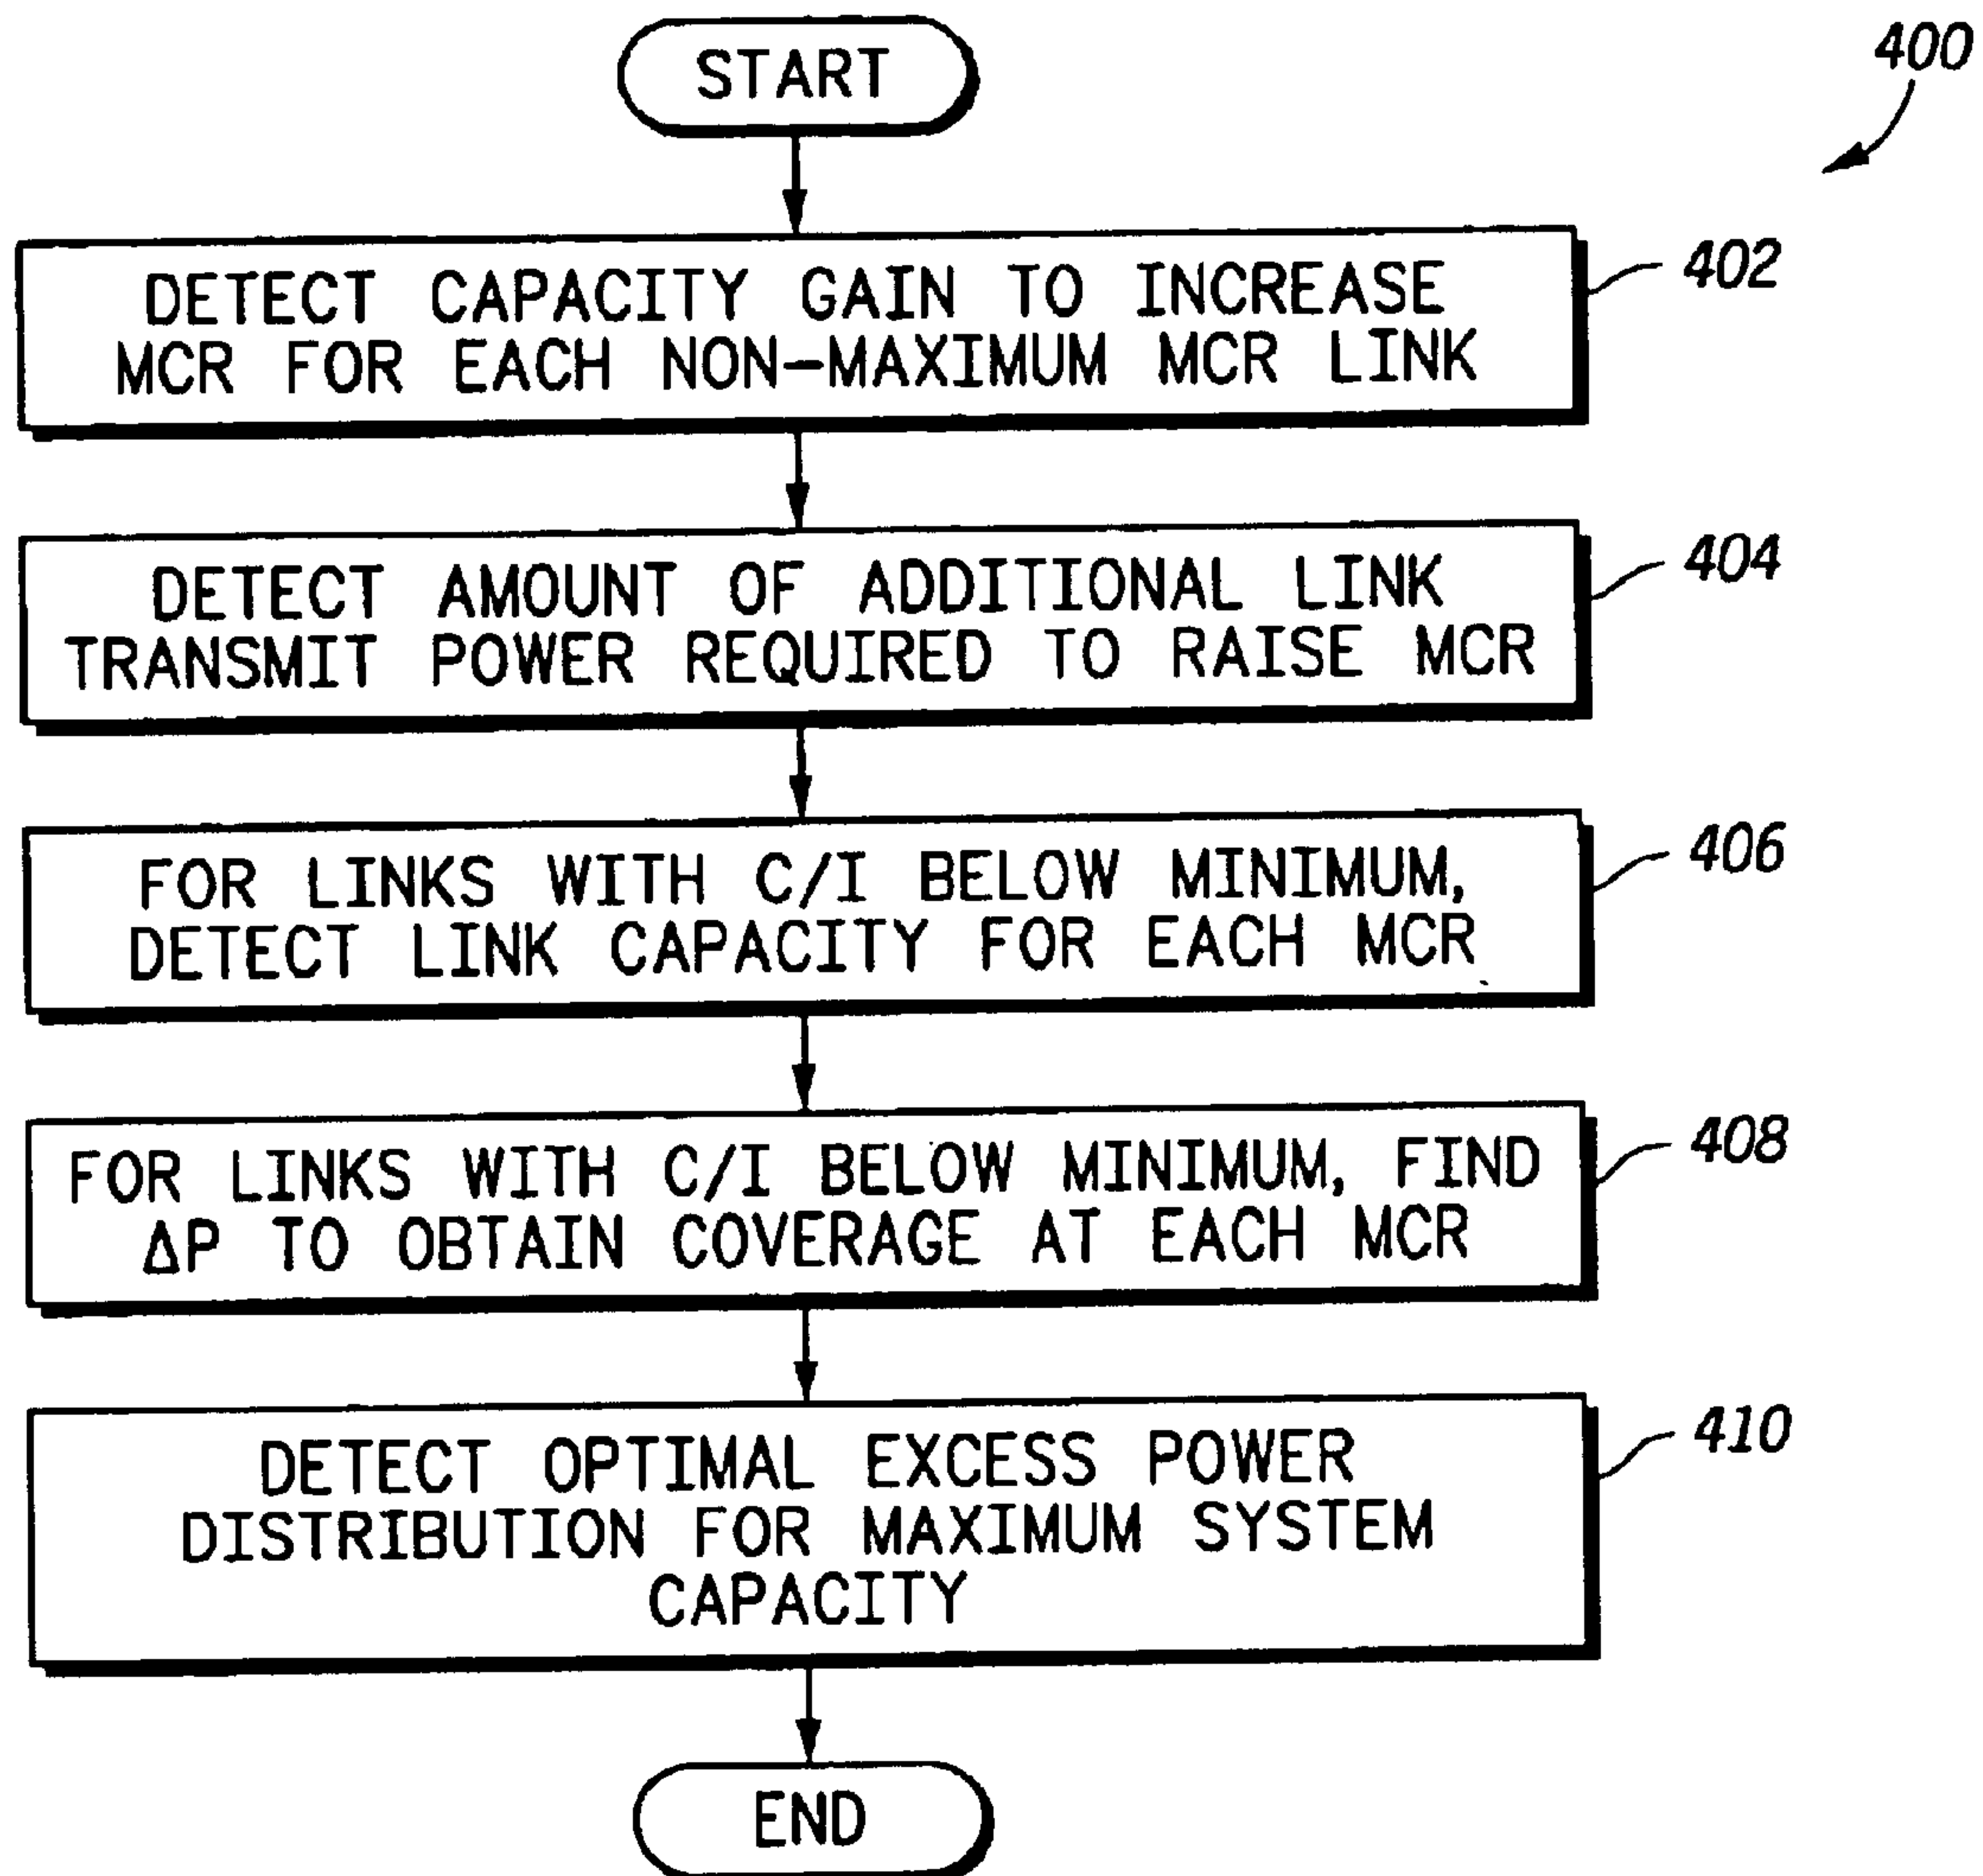 START
400
DETECT CAPACITY GAIN TO INCREASE
MCR FOR EACH NON-MAXIMUM MCR LINK
402
DETECT AMOUNT OF ADDITIONAL LINK
TRANSMIT POWER REQUIRED TO RAISE MCR
404
FOR LINKS WITH C/I BELOW MINIMUM,
DETECT LINK CAPACITY FOR EACH MCR
406
FOR LINKS WITH C/I BELOW MINIMUM, FIND
ΔP TO OBTAIN COVERAGE AT EACH MCR
408
DETECT OPTIMAL EXCESS POWER
DISTRIBUTION FOR MAXIMUM SYSTEM
CAPACITY
410
END